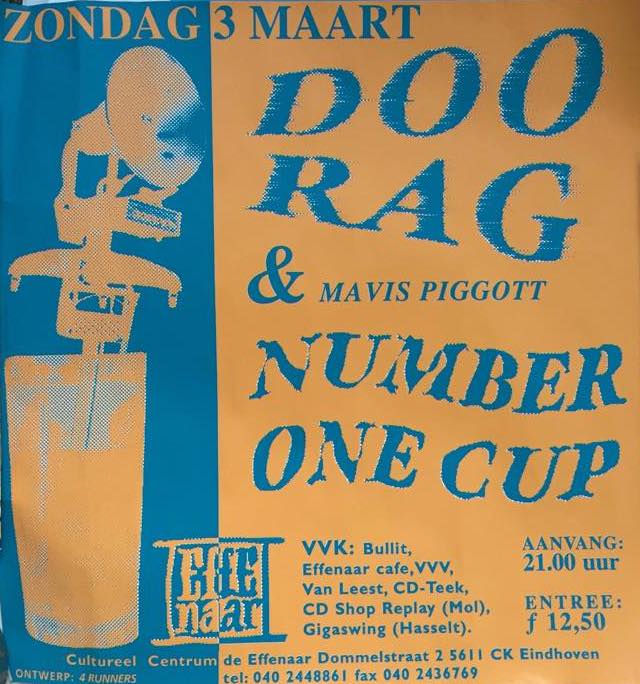 ZONDAG 3 MAART
DOO
RAG
& MAVIS PIGGOTT
NUMBER
ONE CUP
EFFE
naar
VVK: Bullit,
Effenaar cafe,VVV,
Van Leest, CD-Teek,
CD Shop Replay (Mol),
Gigaswing (Hasselt).
AANVANG:
21.00 uur
ENTREE:
ƒ 12,50
Cultureel Centrum de Effenaar Dommelstraat 2 5611 CK Eindhoven
ONTWERP: 4 RUNNERS
tel: 040 2448861 fax 040 2436769